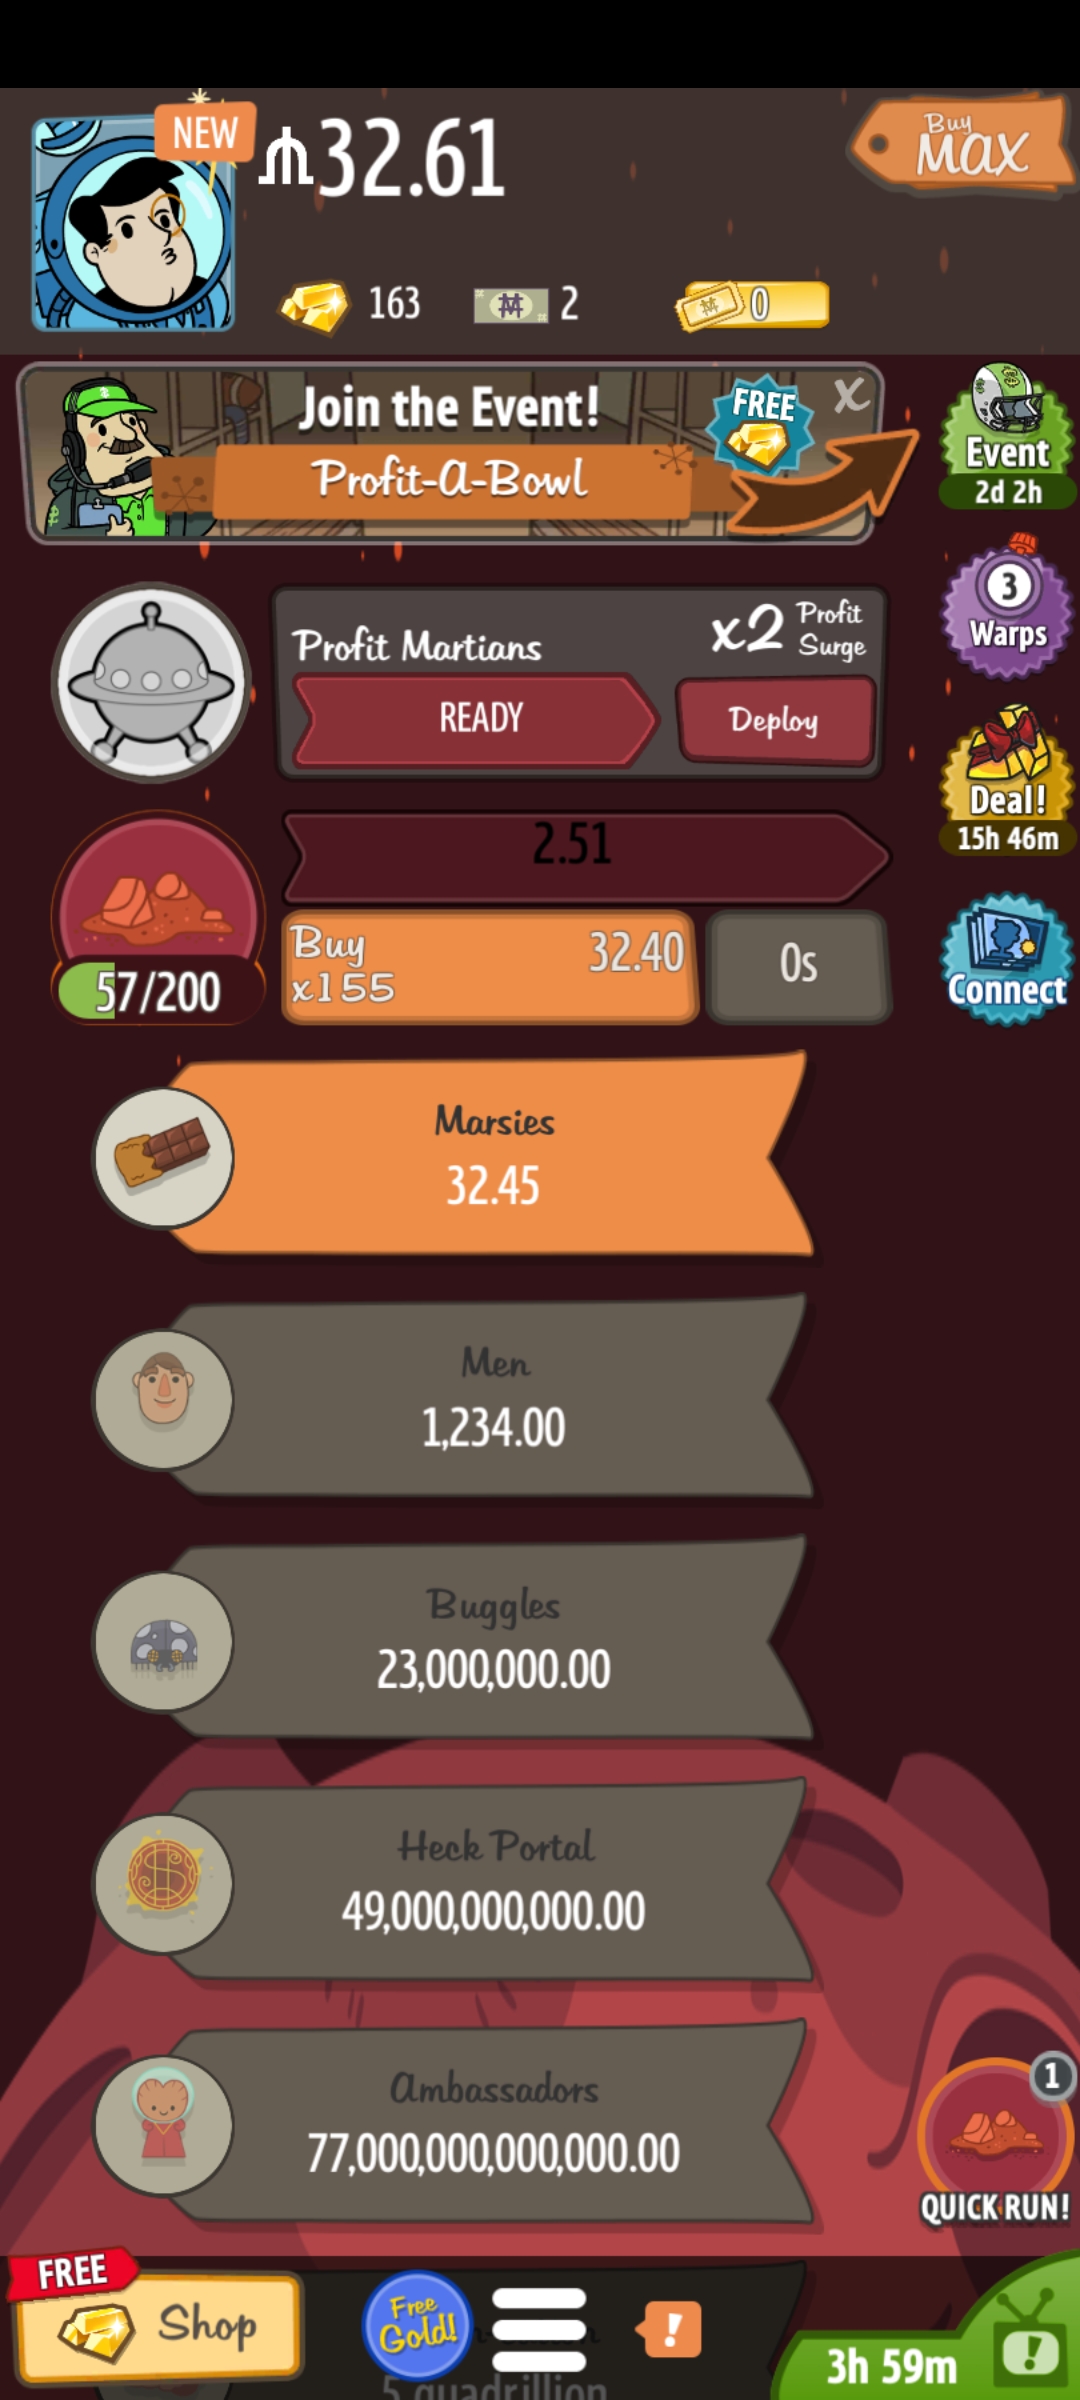 NEW
32.61
Buy
MAX
163
2
0
Join the Event!
FREE
X
Profit-A-Bowl
Event
2d 2h
3
Warps
Profit Martians
x2 Profit
Surge
READY
Deploy
Deal!
15h 46m
2.51
57/200
Buy
x155
32.40
0s
Connect
Marsies
32.45
Men
1,234.00
Buggles
23,000,000.00
Heck Portal
49,000,000,000.00
Ambassadors
77,000,000,000,000.00
1
QUICK RUN!
FREE
Shop
Free
Gold!
!
3h 59m
!
5 quadrillion